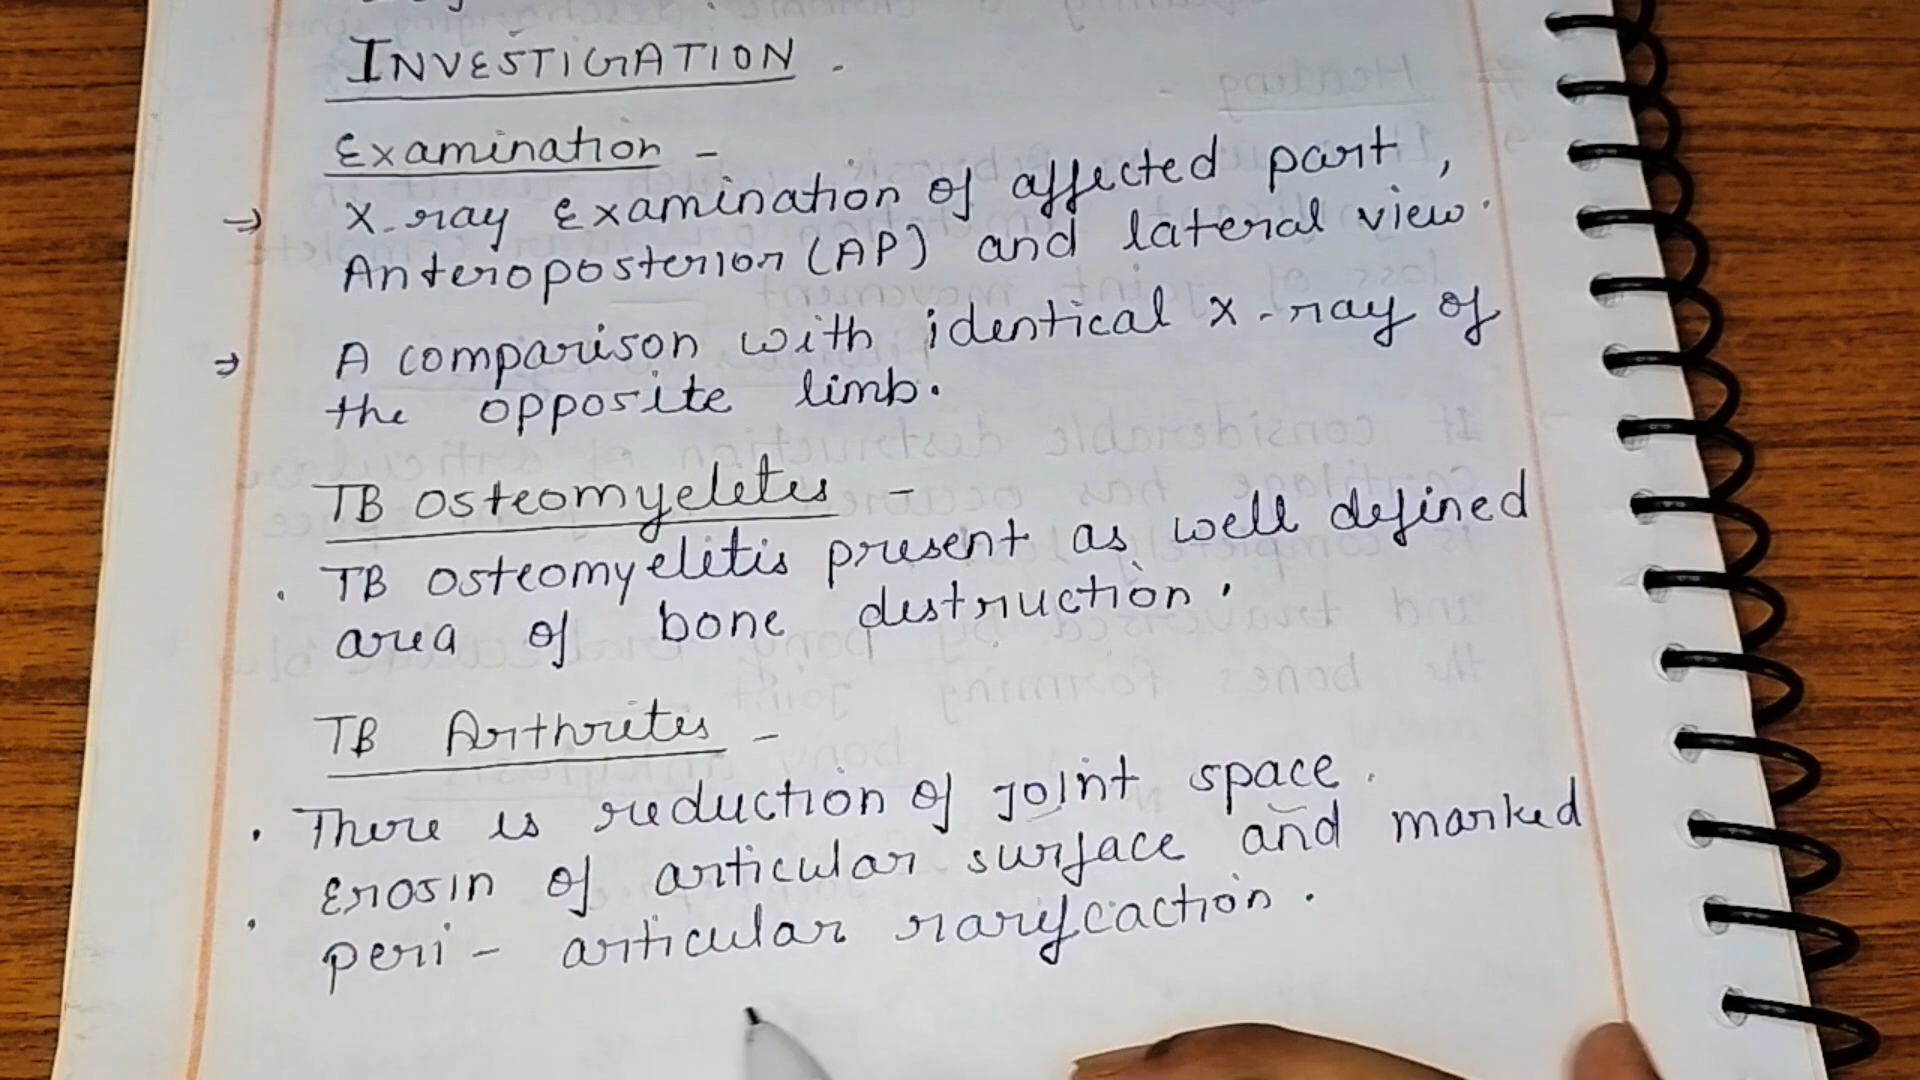 INVESTIGATION.
Examination -
→ X-ray Examination of affected part,
Anteroposterior (AP) and lateral view.
→ A comparison with identical x-ray of
the opposite limb.
TB Osteomyeletes -
. TB osteomyelitis present as well defined
area of bone destruction.
TB Arthrites -
. There is reduction of joint space.
. Erosin of articular surface and marked
peri - articular raryfcaction.